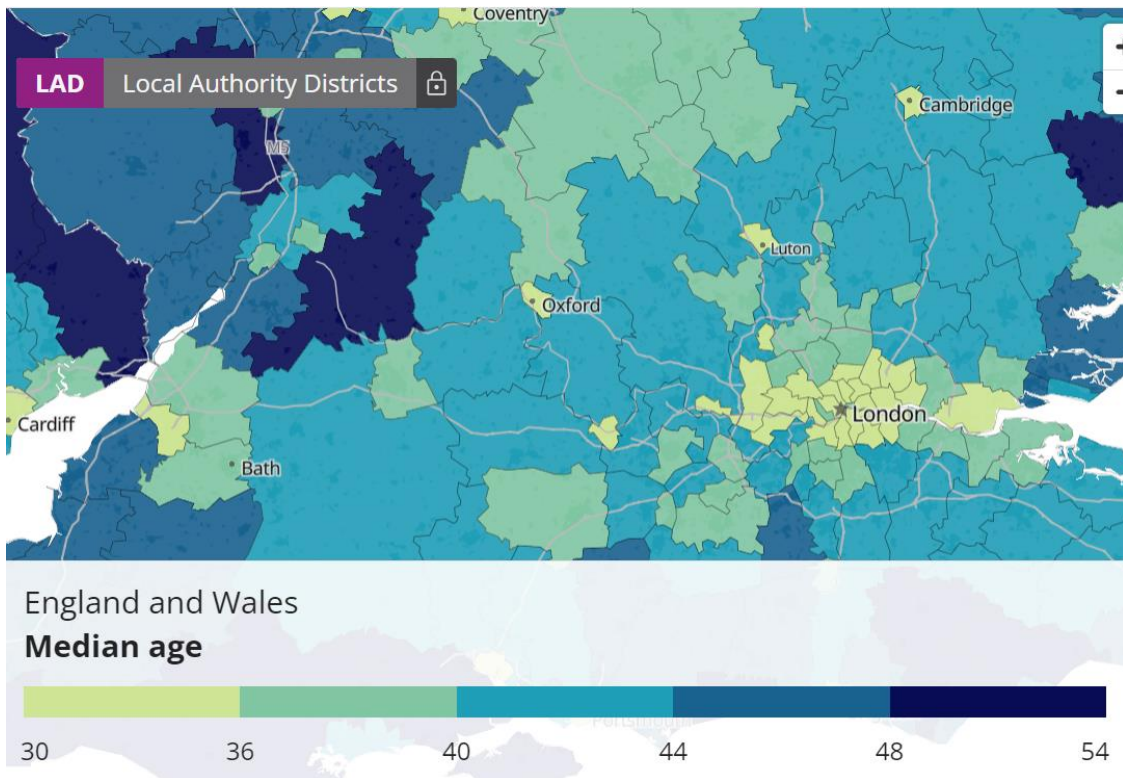 Coventry
LAD Local Authority Districts
Cambridge
M5
Luton
Oxford
London
Cardiff
Bath
England and Wales
Median age
Portsmouth
30 36 40 44 48 54